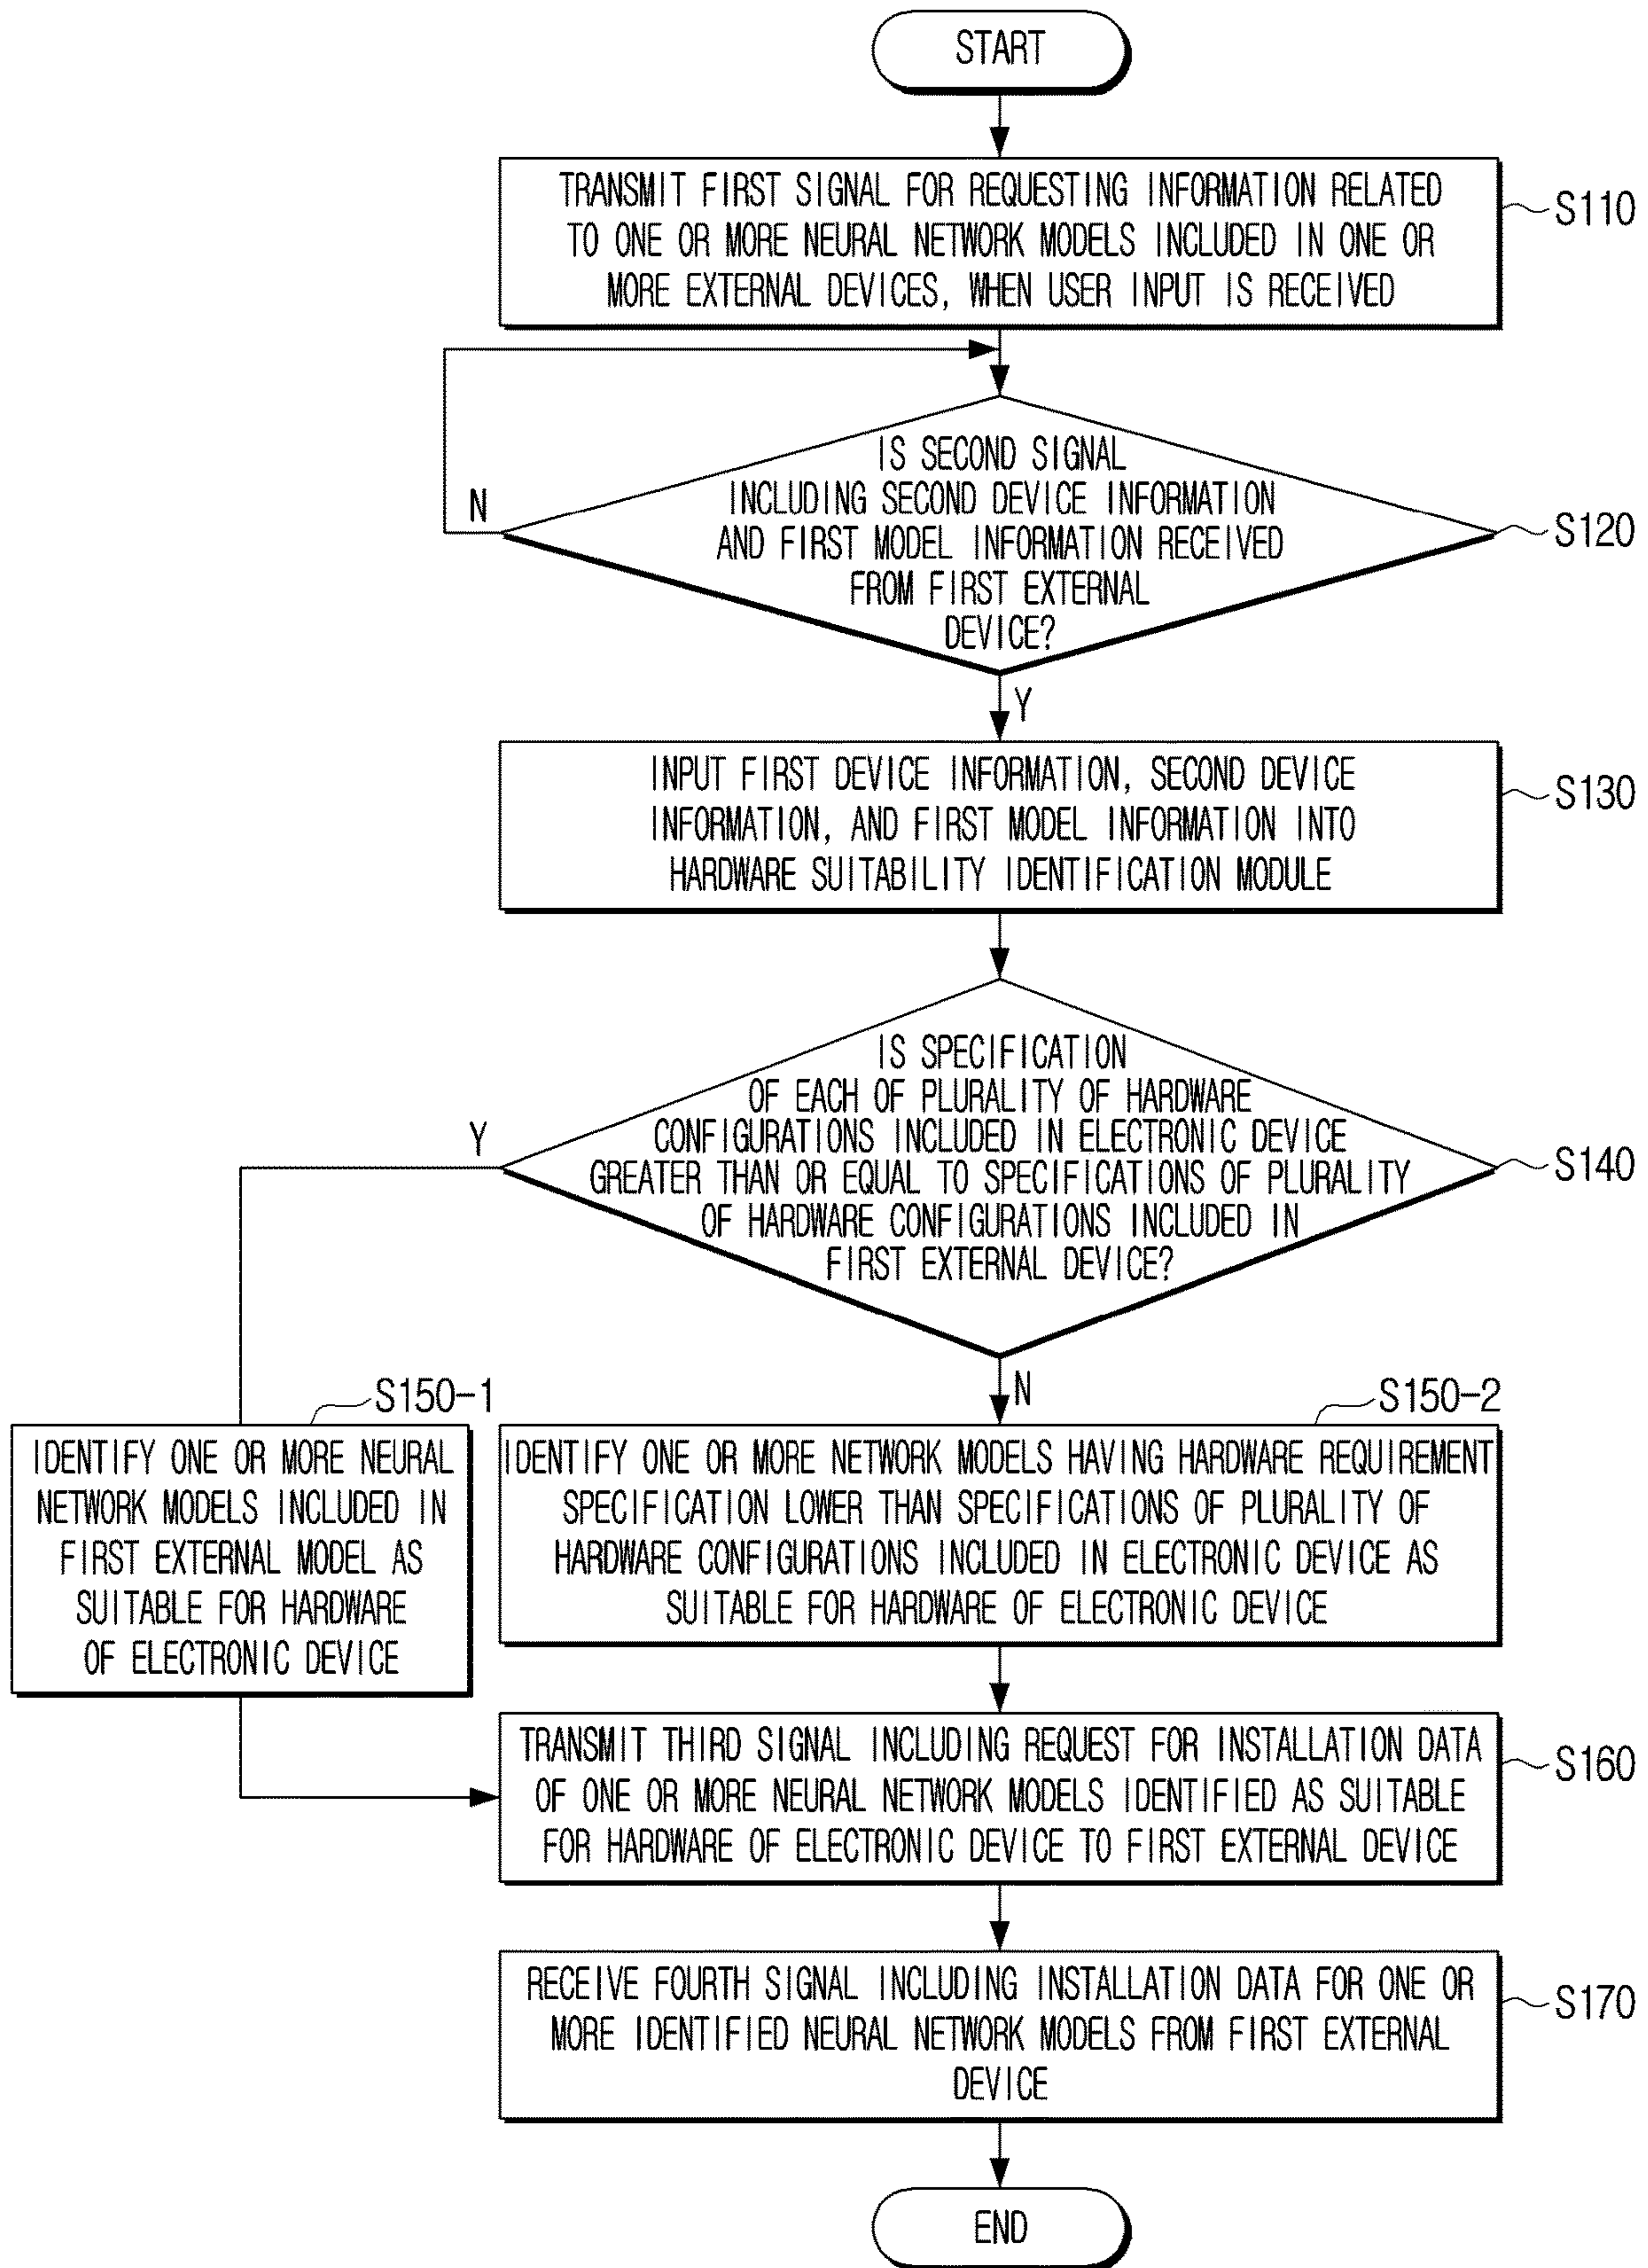 START
TRANSMIT FIRST SIGNAL FOR REQUESTING INFORMATION RELATED
TO ONE OR MORE NEURAL NETWORK MODELS INCLUDED IN ONE OR
MORE EXTERNAL DEVICES, WHEN USER INPUT IS RECEIVED
S110
IS SECOND SIGNAL
INCLUDING SECOND DEVICE INFORMATION
AND FIRST MODEL INFORMATION RECEIVED
FROM FIRST EXTERNAL
DEVICE?
N
S120
Y
INPUT FIRST DEVICE INFORMATION, SECOND DEVICE
INFORMATION, AND FIRST MODEL INFORMATION INTO
HARDWARE SUITABILITY IDENTIFICATION MODULE
S130
IS SPECIFICATION
OF EACH OF PLURALITY OF HARDWARE
CONFIGURATIONS INCLUDED IN ELECTRONIC DEVICE
GREATER THAN OR EQUAL TO SPECIFICATIONS OF PLURALITY
OF HARDWARE CONFIGURATIONS INCLUDED IN
FIRST EXTERNAL DEVICE?
Y
S140
N
S150-1
IDENTIFY ONE OR MORE NEURAL
NETWORK MODELS INCLUDED IN
FIRST EXTERNAL MODEL AS
SUITABLE FOR HARDWARE
OF ELECTRONIC DEVICE
S150-2
IDENTIFY ONE OR MORE NETWORK MODELS HAVING HARDWARE REQUIREMENT
SPECIFICATION LOWER THAN SPECIFICATIONS OF PLURALITY OF
HARDWARE CONFIGURATIONS INCLUDED IN ELECTRONIC DEVICE AS
SUITABLE FOR HARDWARE OF ELECTRONIC DEVICE
TRANSMIT THIRD SIGNAL INCLUDING REQUEST FOR INSTALLATION DATA
OF ONE OR MORE NEURAL NETWORK MODELS IDENTIFIED AS SUITABLE
FOR HARDWARE OF ELECTRONIC DEVICE TO FIRST EXTERNAL DEVICE
S160
RECEIVE FOURTH SIGNAL INCLUDING INSTALLATION DATA FOR ONE OR
MORE IDENTIFIED NEURAL NETWORK MODELS FROM FIRST EXTERNAL
DEVICE
S170
END